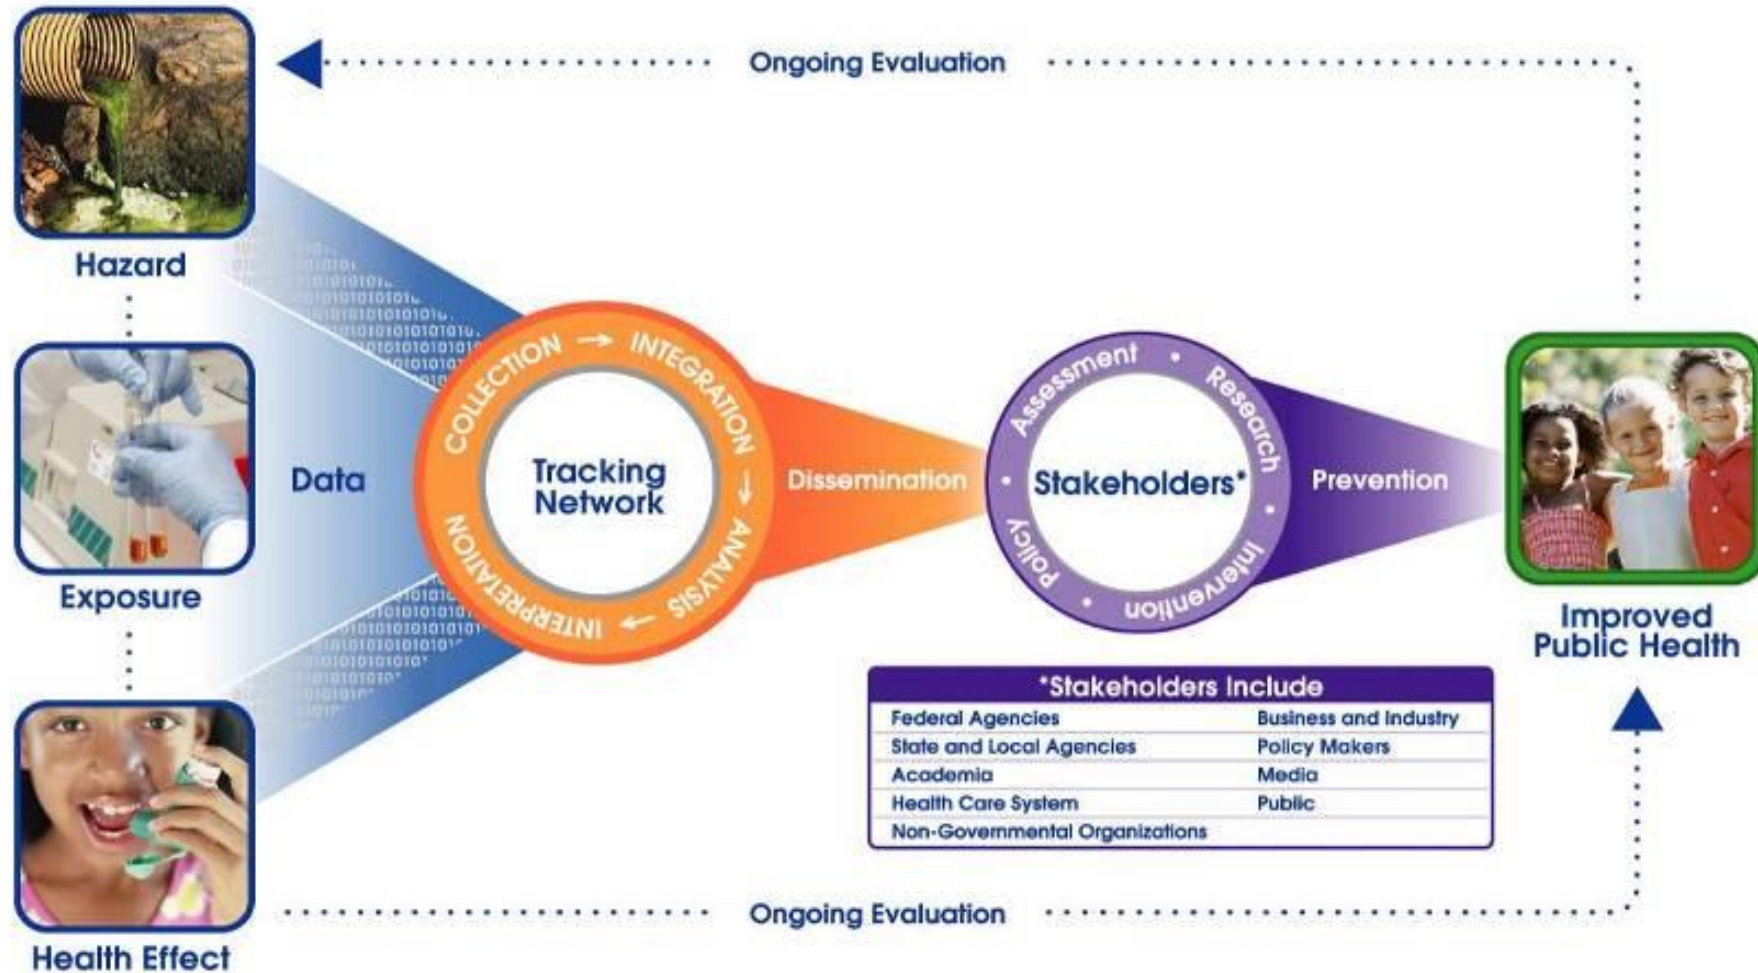 Ongoing Evaluation
Hazard
Exposure
Health Effect
Data
COLLECTION → INTEGRATION → ANALYSIS → INTERPRETATION
Tracking
Network
Dissemination
Assessment • Research • Intervention • Policy •
Stakeholders*
Prevention
Improved
Public Health
*Stakeholders Include
Federal Agencies Business and Industry
State and Local Agencies Policy Makers
Academia Media
Health Care System Public
Non-Governmental Organizations
Ongoing Evaluation